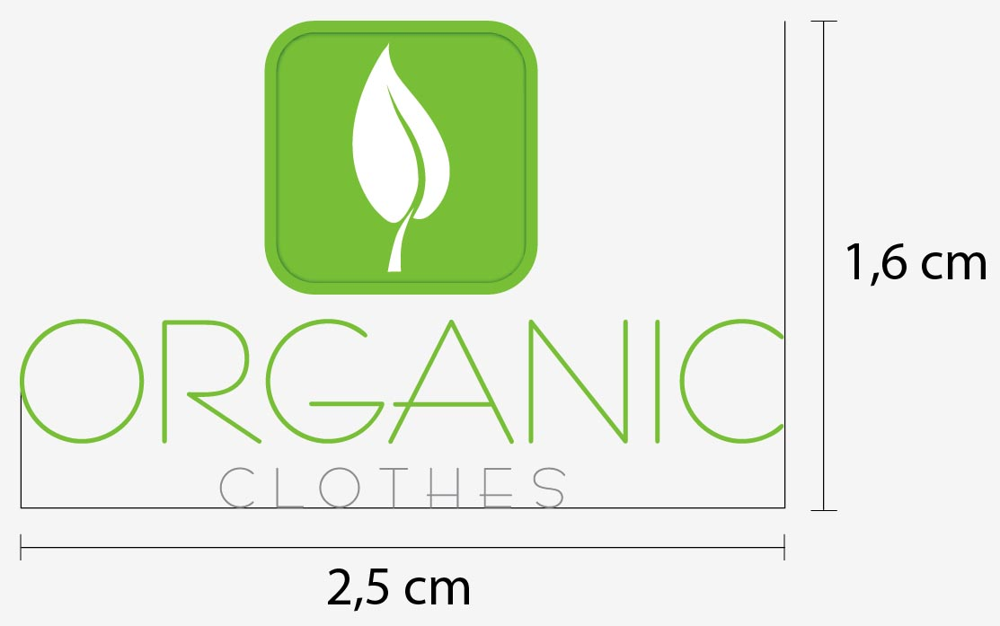 ORGANIC
CLOTHES
1,6 cm
2,5 cm